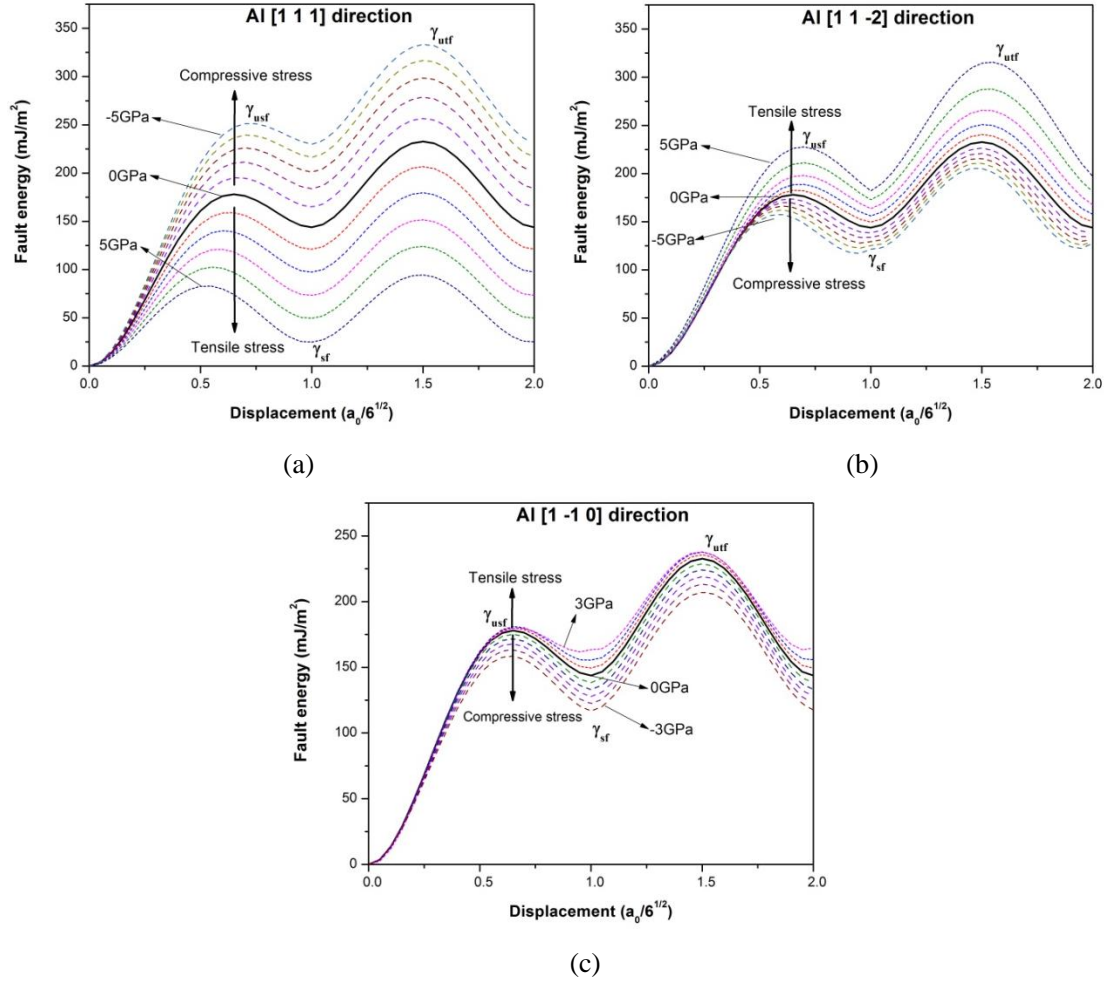 Al [1 1 1] direction
Fault energy (mJ/m²)
350
300
250
200
150
100
50
0
γutf
Compressive stress
γusf
-5GPa
0GPa
5GPa
Tensile stress
γsf
0.0 0.5 1.0 1.5 2.0
Displacement (a₀/6^1/2)
(a)
Al [1 1 -2] direction
Fault energy (mJ/m²)
350
300
250
200
150
100
50
0
γutf
Tensile stress
γusf
5GPa
0GPa
-5GPa
γsf
Compressive stress
0.0 0.5 1.0 1.5 2.0
Displacement (a₀/6^1/2)
(b)
Al [1 -1 0] direction
Fault energy (mJ/m²)
250
200
150
100
50
0
γutf
Tensile stress
γusf
3GPa
0GPa
Compressive stress
γsf
-3GPa
0.0 0.5 1.0 1.5 2.0
Displacement (a₀/6^1/2)
(c)